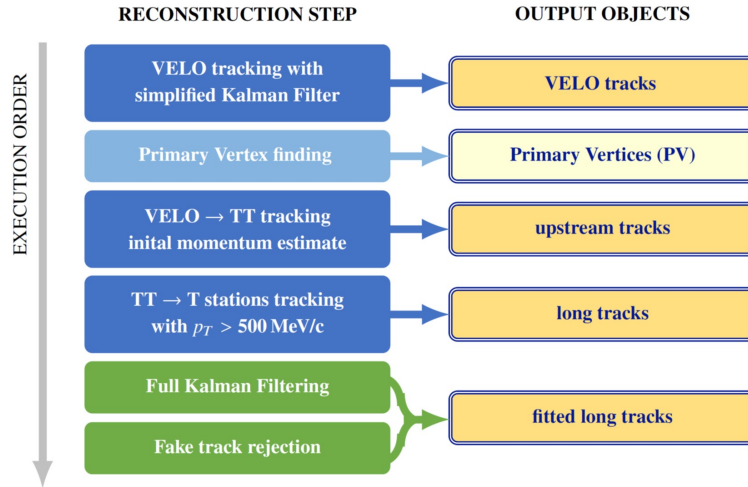 RECONSTRUCTION STEP
OUTPUT OBJECTS
EXECUTION ORDER
VELO tracking with
simplified Kalman Filter
VELO tracks
Primary Vertex finding
Primary Vertices (PV)
VELO → TT tracking
inital momentum estimate
upstream tracks
TT → T stations tracking
with p_T > 500 MeV/c
long tracks
Full Kalman Filtering
Fake track rejection
fitted long tracks